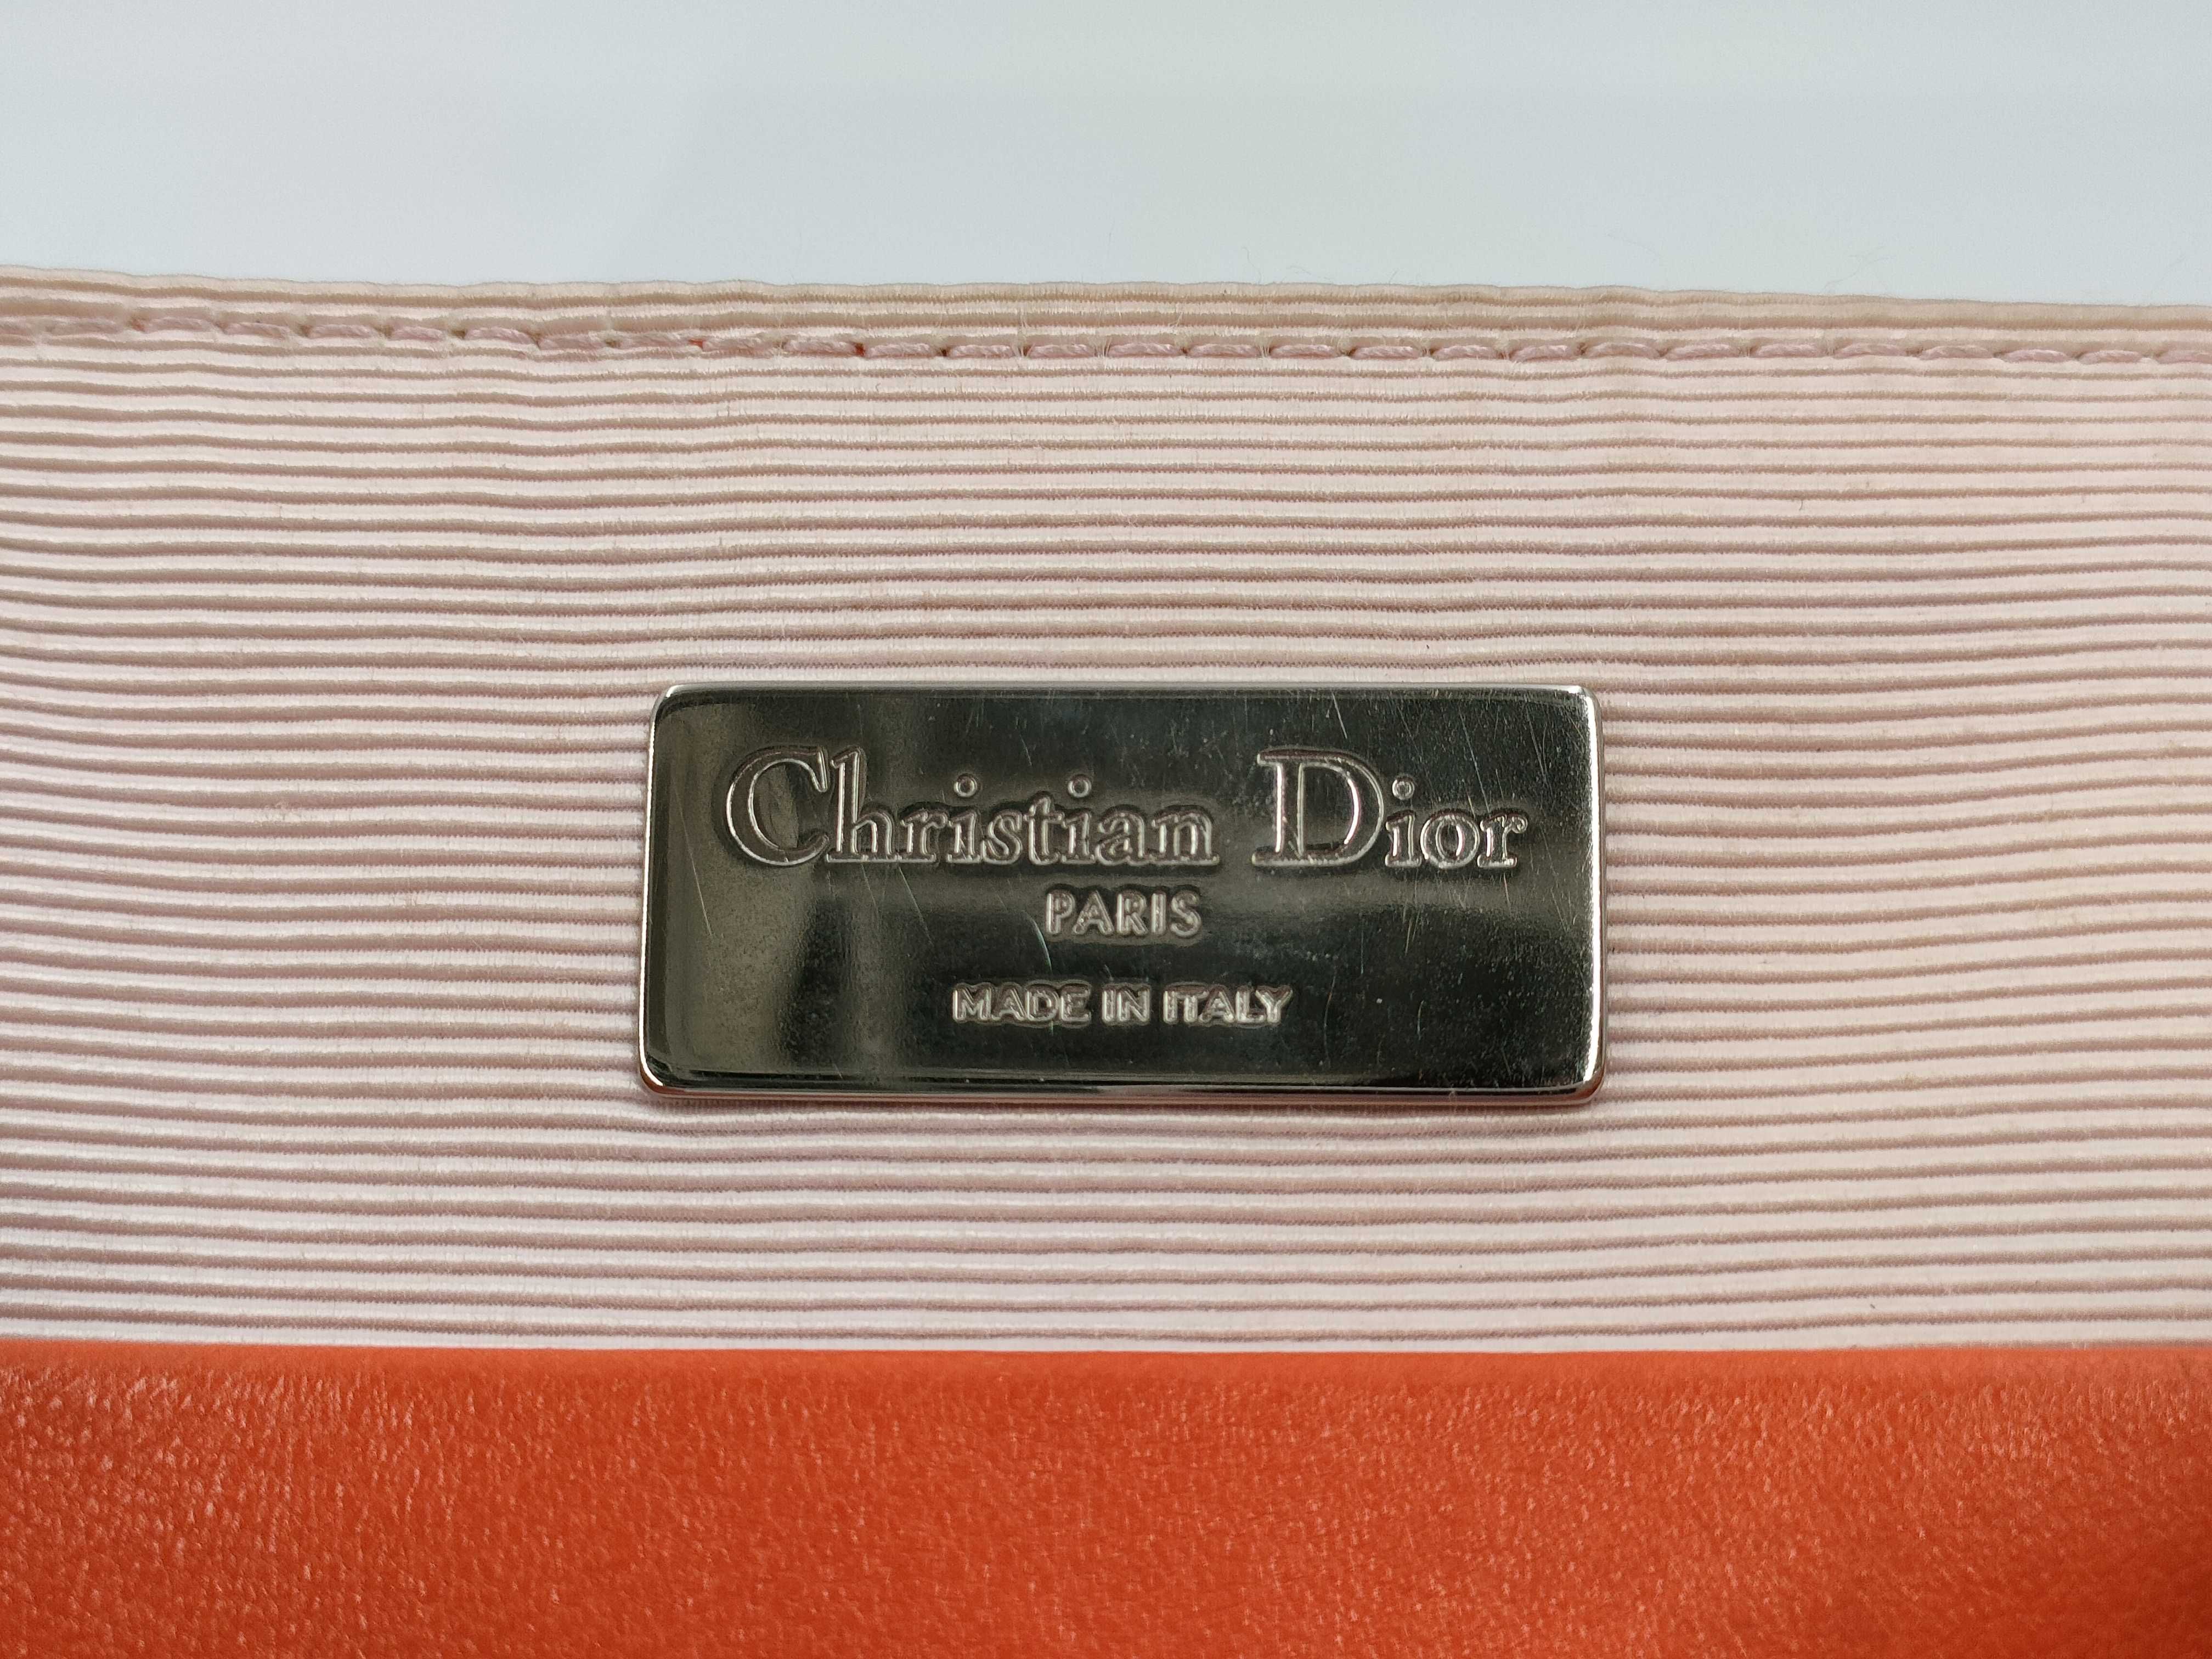 Christian Dior
PARIS
MADE IN ITALY